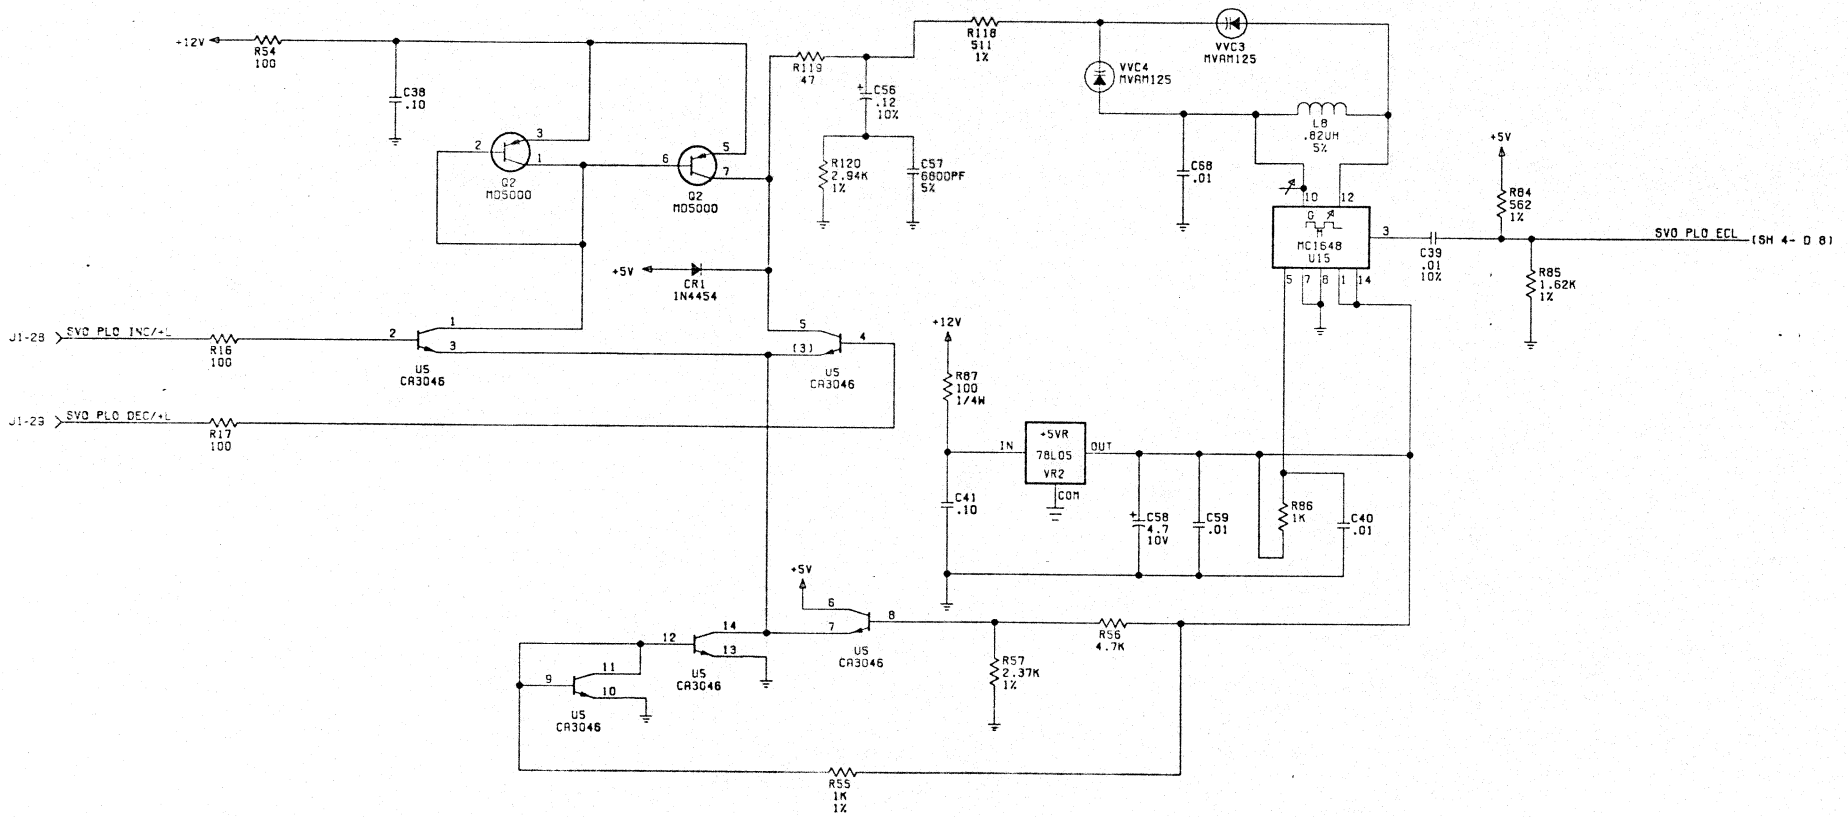 +12V
R54
100
C38
.10
2
3
1
Q2
MD5000
6
5
7
Q2
MD5000
R119
47
C56
.12
10%
+
R120
2.94K
1%
C57
6800PF
5%
R118
511
1%
VVC4
MVAM125
VVC3
MVAM125
L8
.82UH
5%
C68
.01
10
12
G
M
MC1648
U15
3
5
7
8
1
14
C39
.01
10%
+5V
R84
562
1%
SVO PLO ECL
(SH 4- D 8)
R85
1.62K
1%
+5V
CR1
1N4454
J1-28
SVO PLO INC/+L
R16
100
2
1
3
U5
CA3046
5
(3)
4
U5
CA3046
J1-29
SVO PLO DEC/+L
R17
100
+12V
R87
100
1/4W
IN
+5VR
78L05
VR2
OUT
COM
C41
.10
+
C58
4.7
10V
C59
.01
R86
1K
C40
.01
+5V
6
7
8
U5
CA3046
12
14
13
U5
CA3046
9
11
10
U5
CA3046
R57
2.37K
1%
R56
4.7K
R55
1K
1%